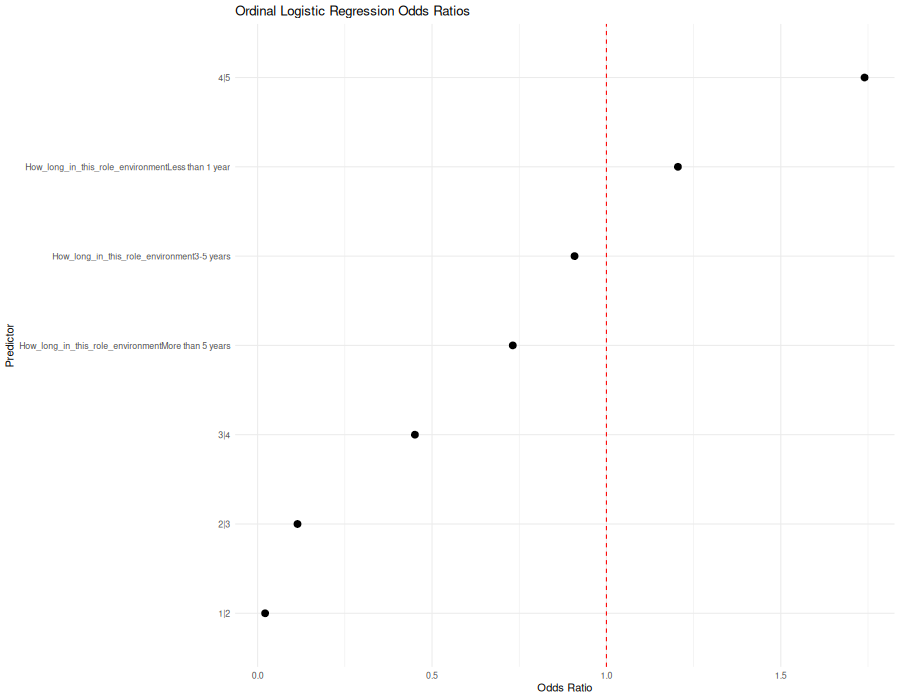 Ordinal Logistic Regression Odds Ratios
4|5
How_long_in_this_role_environmentLess than 1 year
How_long_in_this_role_environment3-5 years
How_long_in_this_role_environmentMore than 5 years
3|4
2|3
1|2
Predictor
0.0 0.5 1.0 1.5
Odds Ratio